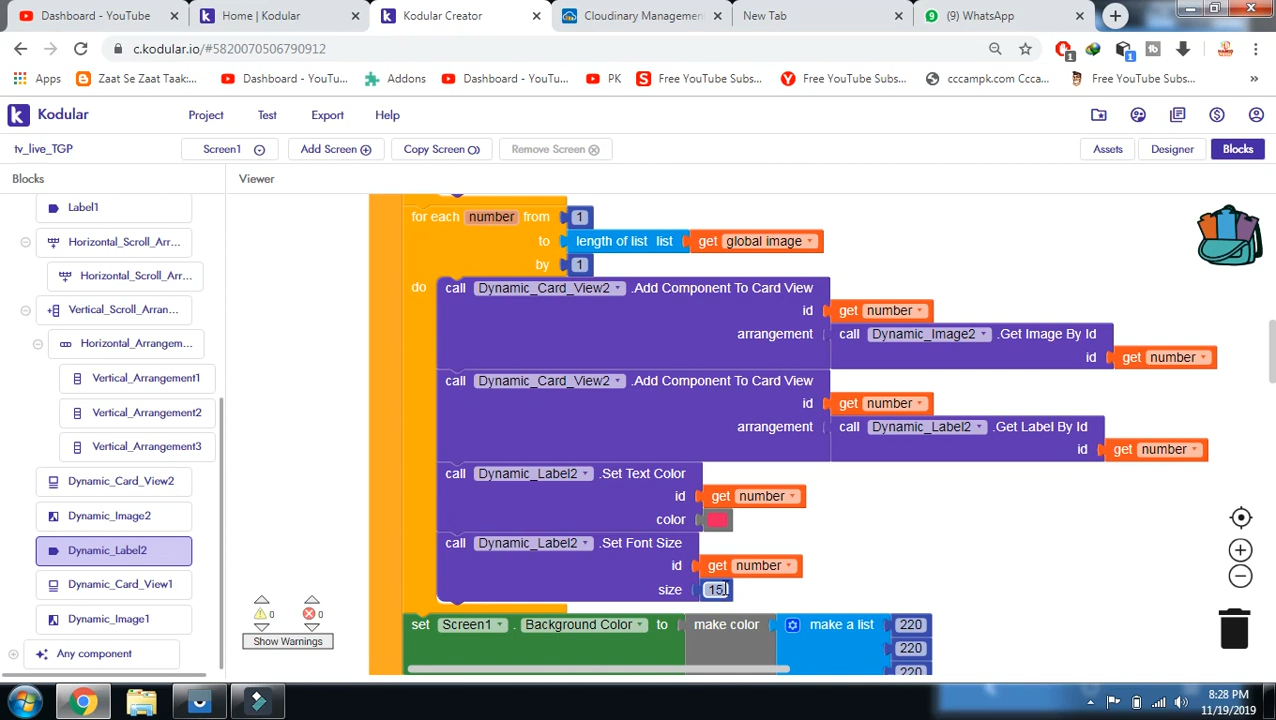 Dashboard - YouTube
Home | Kodular
Kodular Creator
Cloudinary Management
New Tab
(9) WhatsApp
c.kodular.io/#5820070506790912
1
1
Apps
Zaat Se Zaat Taak:...
Dashboard - YouTu...
Addons
Dashboard - YouTu...
PK
Free YouTube Subs...
Free YouTube Subs...
cccampk.com Ccca...
Free YouTube Subs...
»
Kodular
Project
Test
Export
Help
tv_live_TGP
Screen1
Add Screen
Copy Screen
Remove Screen
Assets
Designer
Blocks
Blocks
Viewer
Label1
Horizontal_Scroll_Arr...
Horizontal_Scroll_Arr...
Vertical_Scroll_Arran...
Horizontal_Arrangem...
Vertical_Arrangement1
Vertical_Arrangement2
Vertical_Arrangement3
Dynamic_Card_View2
Dynamic_Image2
Dynamic_Label2
Dynamic_Card_View1
Dynamic_Image1
Any component
for each number from 1
to length of list list get global image
by 1
do call Dynamic_Card_View2 .Add Component To Card View
id get number
arrangement call Dynamic_Image2 .Get Image By Id
id get number
call Dynamic_Card_View2 .Add Component To Card View
id get number
arrangement call Dynamic_Label2 .Get Label By Id
id get number
call Dynamic_Label2 .Set Text Color
id get number
color
call Dynamic_Label2 .Set Font Size
id get number
size 15
set Screen1 . Background Color to make color make a list 220
220
220
0
0
Show Warnings
8:28 PM
11/19/2019